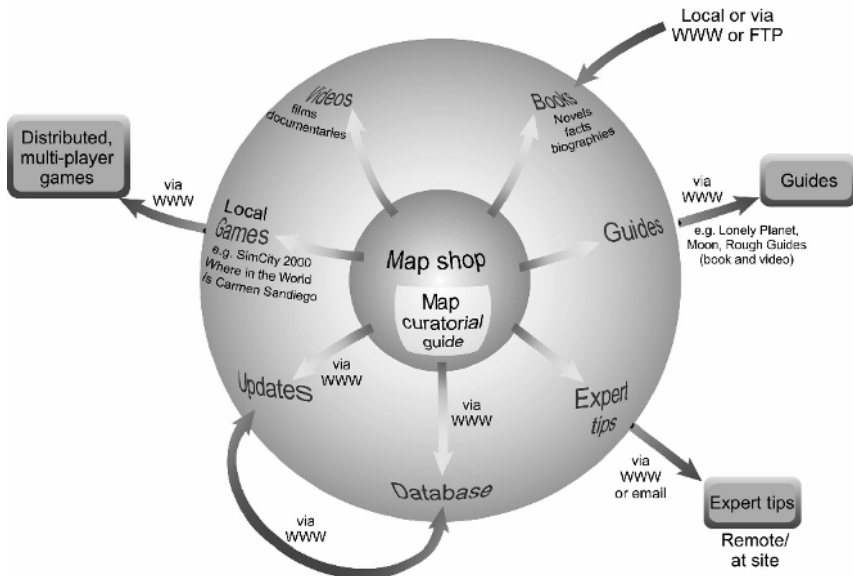 Local or via
WWW or FTP
Videos
films
documentaries
Books
Novels
facts
biographies
Distributed,
multi-player
games
via
WWW
Local
Games
e.g. SimCity 2000
Where in the World
is Carmen Sandiego
Map shop
Map
curatorial
guide
Guides
via
WWW
Guides
e.g. Lonely Planet,
Moon, Rough Guides
(book and video)
Updates
via
WWW
via
WWW
Expert
tips
Database
via
WWW
via
WWW
or email
Expert tips
Remote/
at site